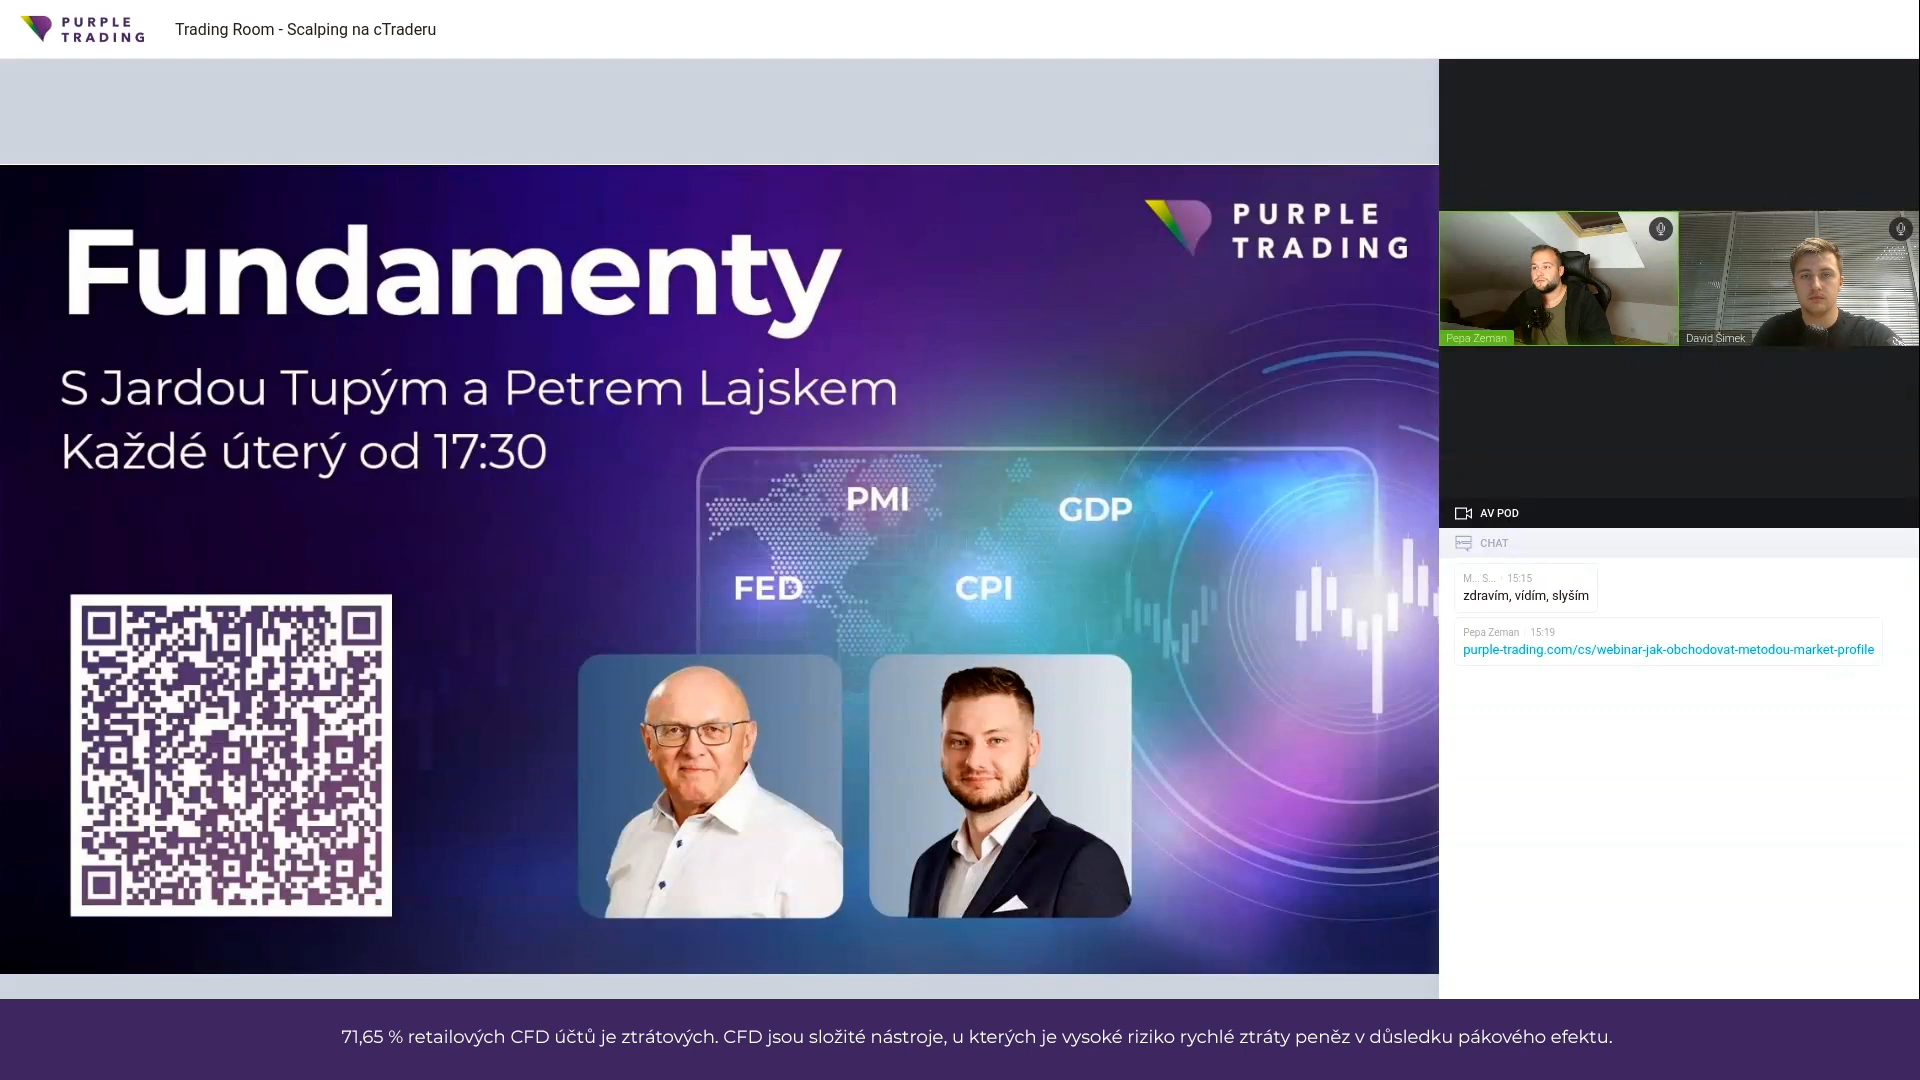 PURPLE
TRADING
Trading Room - Scalping na cTraderu
Fundamenty
S Jardou Tupým a Petrem Lajskem
Každé úterý od 17:30
PURPLE
TRADING
PMI
GDP
FED
CPI
Pepa Zeman
David Šimek
AV POD
CHAT
M... S... · 15:15
zdravím, vídím, slyším
Pepa Zeman · 15:19
purple-trading.com/cs/webinar-jak-obchodovat-metodou-market-profile
71,65 % retailových CFD účtů je ztrátových. CFD jsou složité nástroje, u kterých je vysoké riziko rychlé ztráty peněz v důsledku pákového efektu.